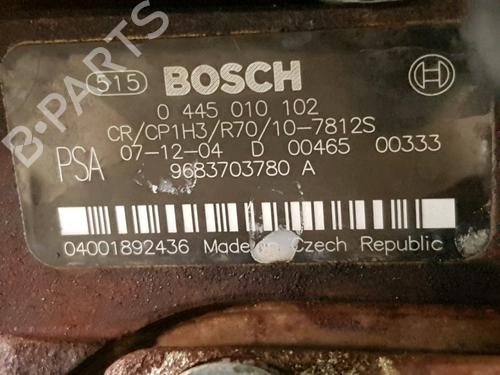 515 BOSCH
0 445 010 102
CR/CP1H3/R70/10-7812S
PSA 07-12-04 D 00465 00333
9683703780 A
04001892436 Made in Czech Republic